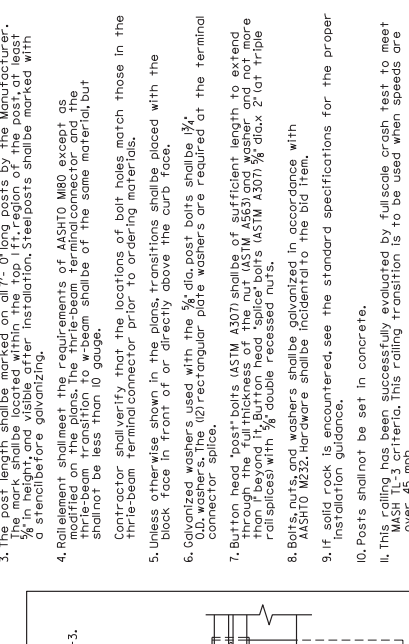 3. The post length shall be marked on all 7'- 0" long posts by the Manufacturer.
The mark shall be located within the top 1 ft. region of the post, at least
5/8" in height, and visible after installation. Steel posts shall be marked with
a stencil before galvanizing.
4. Rail element shall meet the requirements of AASHTO M180 except as
modified on the plans. The thrie-beam terminal connector and the
thrie-beam transition to w-beam shall be of the same material, but
shall not be less than 10 gauge.
Contractor shall verify that the locations of bolt holes match those in the
thrie-beam terminal connector prior to ordering materials.
5. Unless otherwise shown in the plans, transitions shall be placed with the
block face in front of or directly above the curb face.
6. Galvanized washers used with the 5/8" dia. post bolts shall be 1 3/4"
O.D. washers. The (12) rectangular plate washers are required at the terminal
connector splice.
7. Button head "post" bolts (ASTM A307) shall be of sufficient length to extend
through the full thickness of the nut (ASTM A563) and washer and not more
than 1" beyond it. Button head "splice" bolts (ASTM A307) 5/8" dia. x 2" (at triple
rail splices) with 5/8" double recessed nuts.
8. Bolts, nuts, and washers shall be galvanized in accordance with
AASHTO M232. Hardware shall be incidental to the bid item.
9. If solid rock is encountered, see the standard specifications for the proper
installation guidance.
10. Posts shall not be set in concrete.
11. This railing has been successfully evaluated by full scale crash test to meet
MASH TL-3 criteria. This railing transition is to be used when speeds are
over 45 mph.
3.